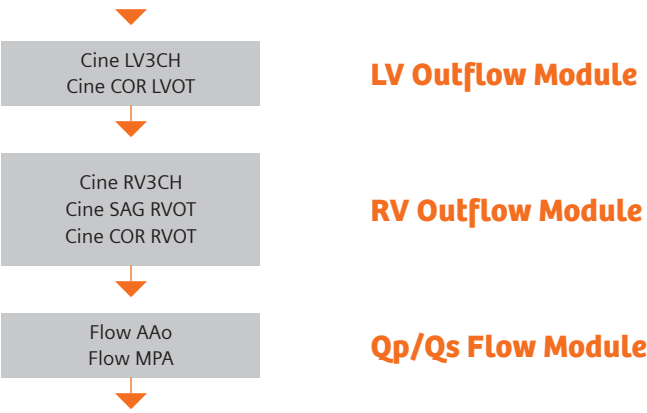 Cine LV3CH
Cine COR LVOT
LV Outflow Module
Cine RV3CH
Cine SAG RVOT
Cine COR RVOT
RV Outflow Module
Flow AAo
Flow MPA
Qp/Qs Flow Module